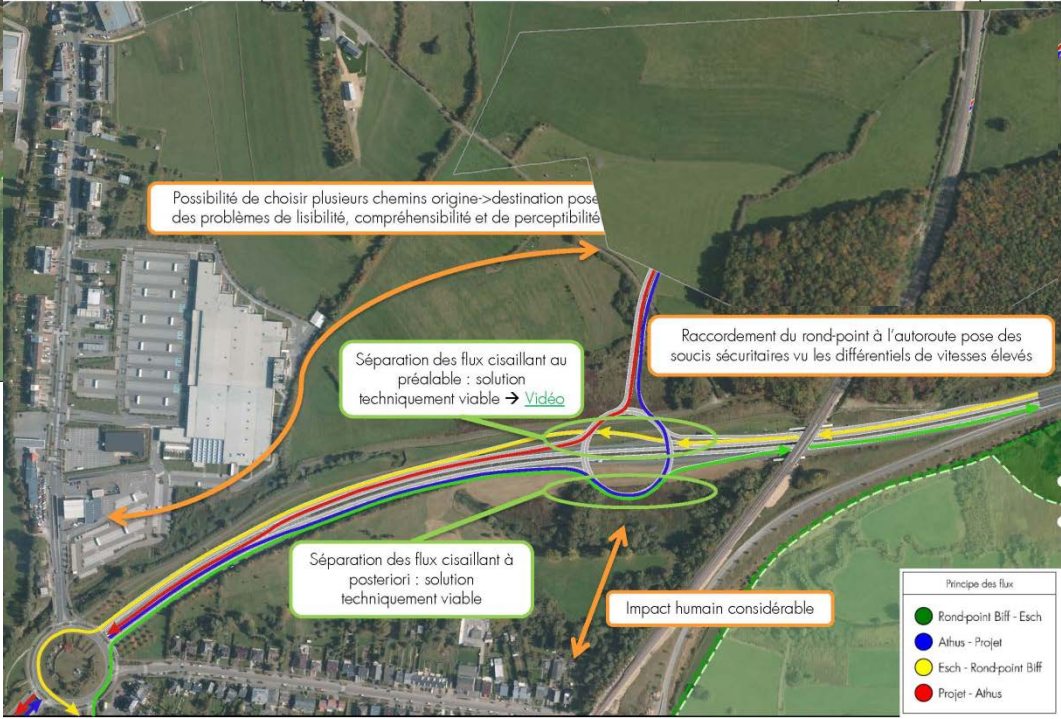 Possibilité de choisir plusieurs chemins origine->destination pose
des problèmes de lisibilité, compréhensibilité et de perceptibilité
Raccordement du rond-point à l'autoroute pose des
soucis sécuritaires vu les différentiels de vitesses élevés
Séparation des flux cisaillant au
préalable : solution
techniquement viable → Vidéo
Séparation des flux cisaillant à
posteriori : solution
techniquement viable
Impact humain considérable
Principe des flux
Rond-point Biff - Esch
Athus - Projet
Esch - Rond-point Biff
Projet - Athus